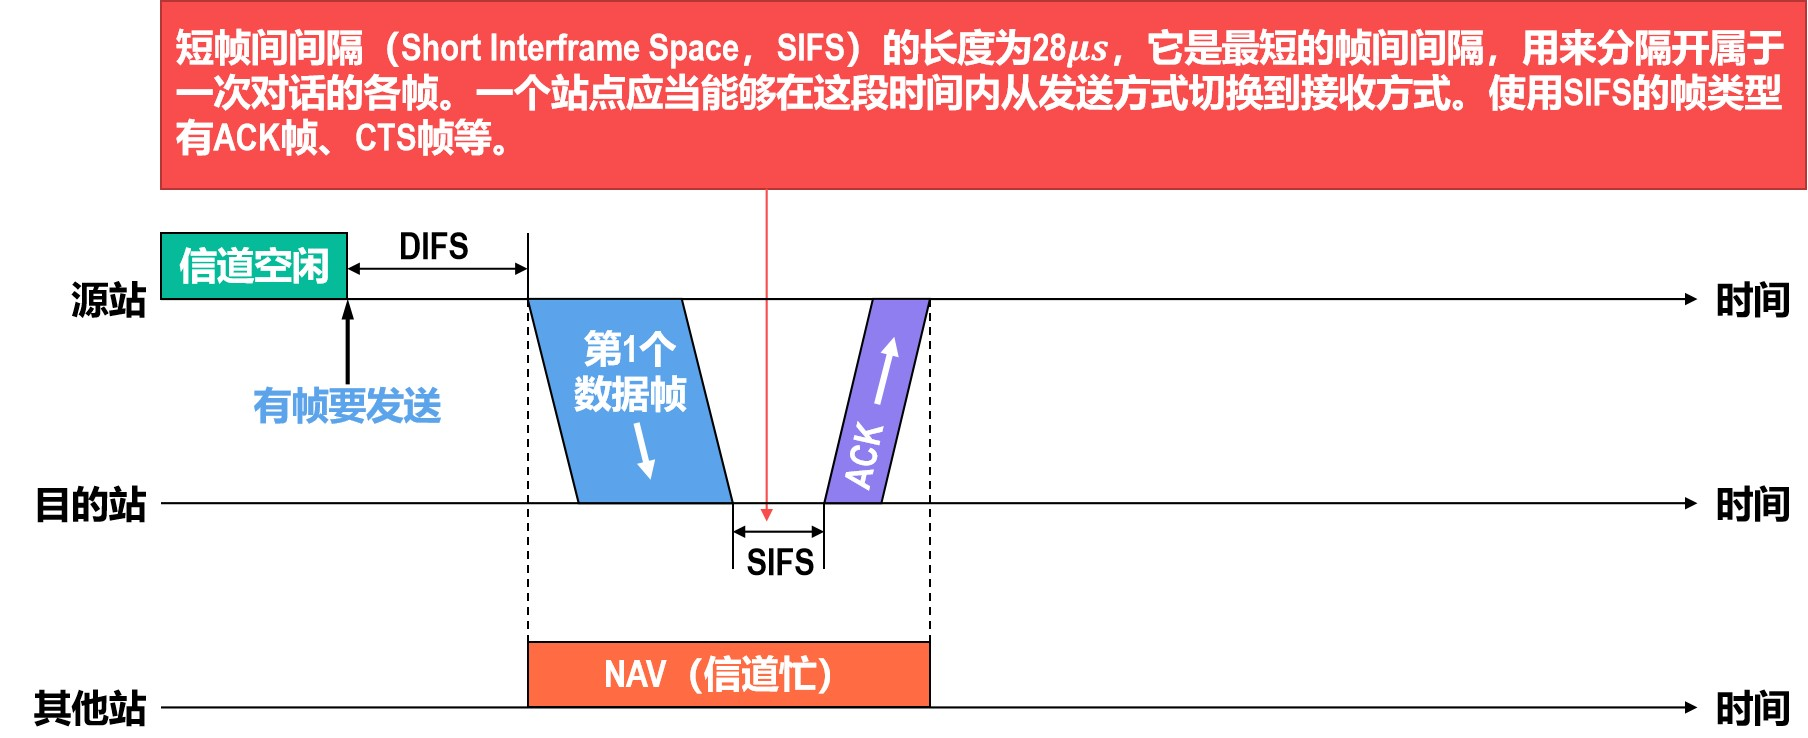 短帧间间隔（Short Interframe Space，SIFS）的长度为28μs，它是最短的帧间间隔，用来分隔开属于
一次对话的各帧。一个站点应当能够在这段时间内从发送方式切换到接收方式。使用SIFS的帧类型
有ACK帧、CTS帧等。
信道空闲
DIFS
源站
时间
有帧要发送
第1个
数据帧
ACK
目的站
时间
SIFS
NAV（信道忙）
其他站
时间